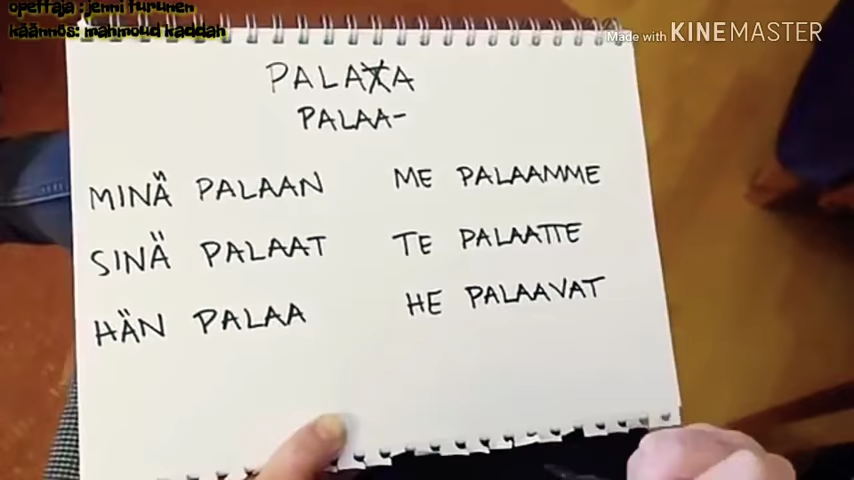 opettaja : jenni turunen
käännös: mahmoud kaddah
Made with KINEMASTER
PALATA
PALAA-
MINÄ PALAAN
SINÄ PALAAT
HÄN PALAA
ME PALAAMME
TE PALAATTE
HE PALAAVAT